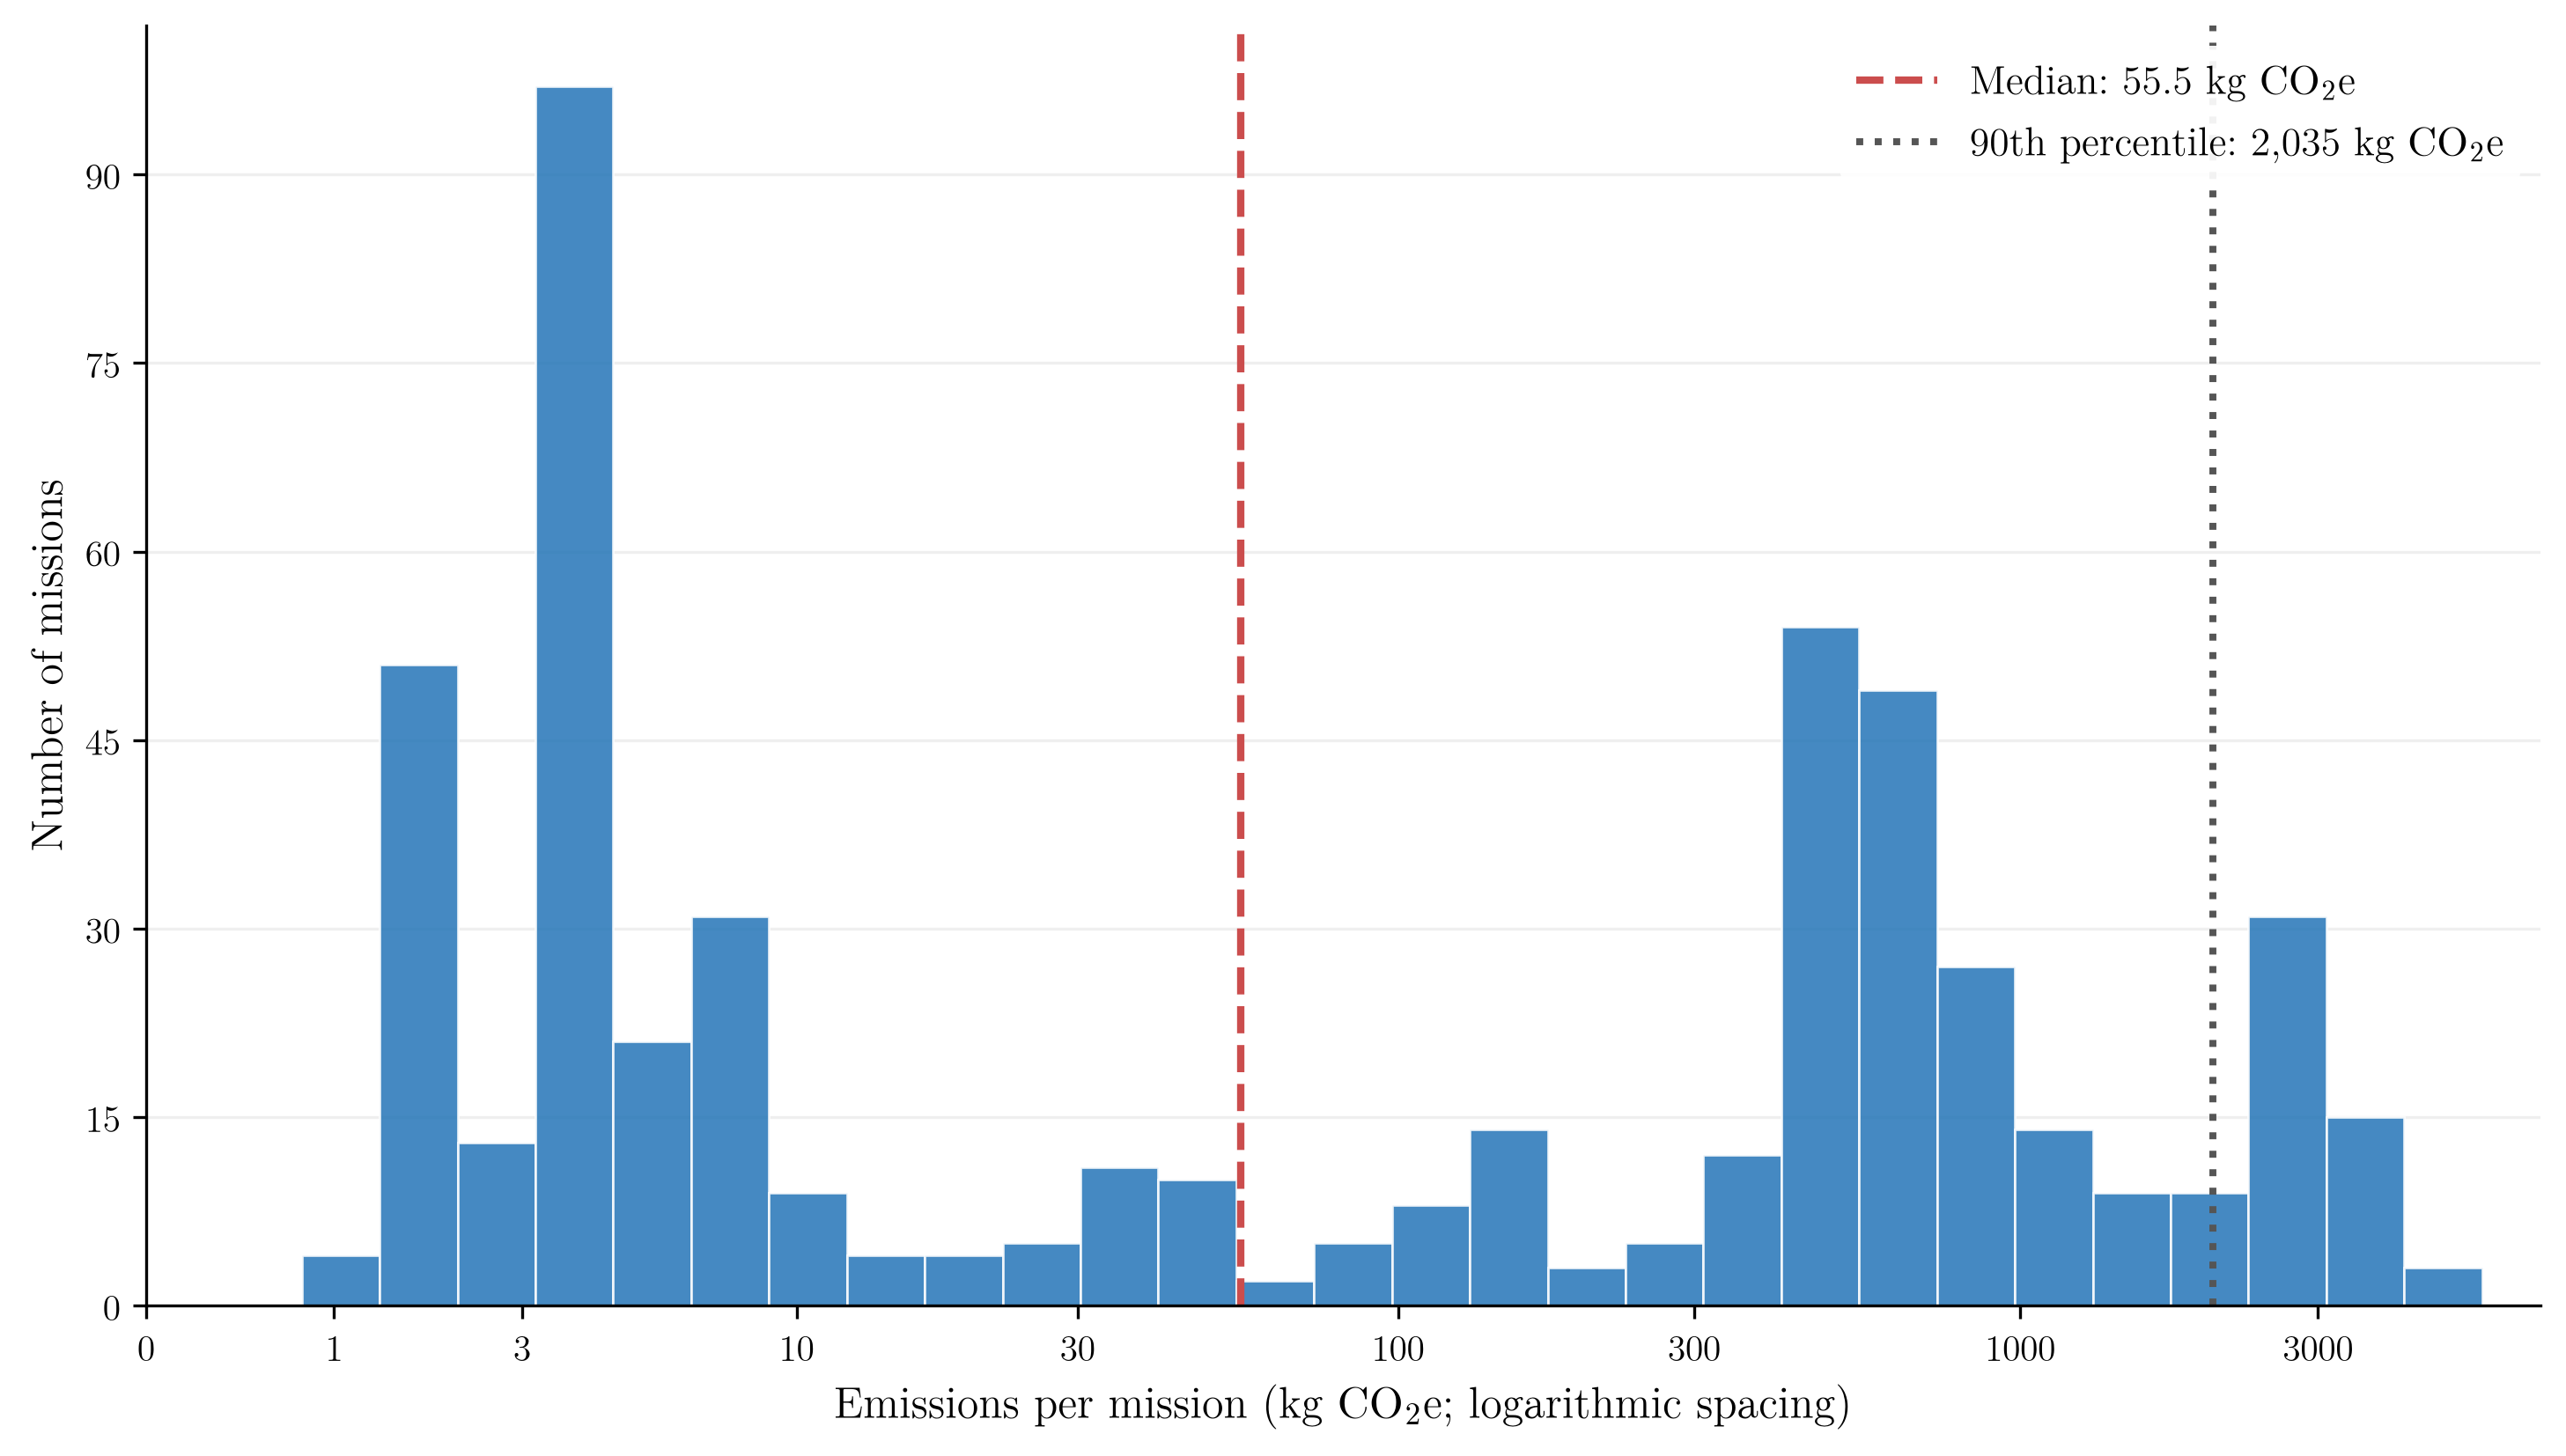 Median: 55.5 kg CO₂e
90th percentile: 2,035 kg CO₂e
Number of missions
90
75
60
45
30
15
0
0 1 3 10 30 100 300 1000 3000
Emissions per mission (kg CO₂e; logarithmic spacing)